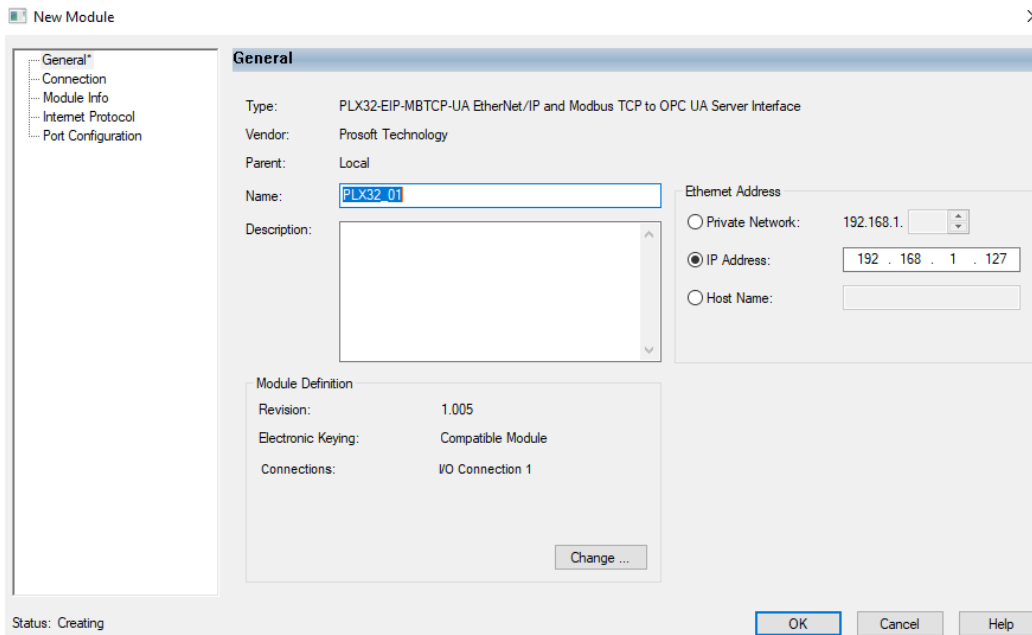 New Module
General*
Connection
Module Info
Internet Protocol
Port Configuration
General
Type: PLX32-EIP-MBTCP-UA EtherNet/IP and Modbus TCP to OPC UA Server Interface
Vendor: Prosoft Technology
Parent: Local
Name: PLX32_01
Description:
Ethernet Address
Private Network: 192.168.1.
IP Address: 192 . 168 . 1 . 127
Host Name:
Module Definition
Revision: 1.005
Electronic Keying: Compatible Module
Connections: I/O Connection 1
Change ...
Status: Creating
OK Cancel Help